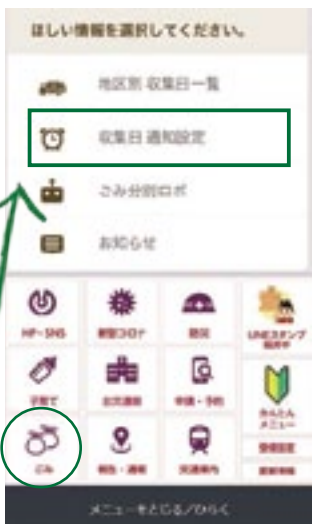 ほしい情報を選択してください。
地区別 収集日一覧
収集日 通知設定
ごみ分別ロボ
お知らせ
HP・SNS
新型コロナ
防災
LINEスタンプ
子育て
公共施設
申請・予約
かんたん
メニュー
ごみ
報告・通報
交通案内
受信設定
メニューをとじる/ひらく